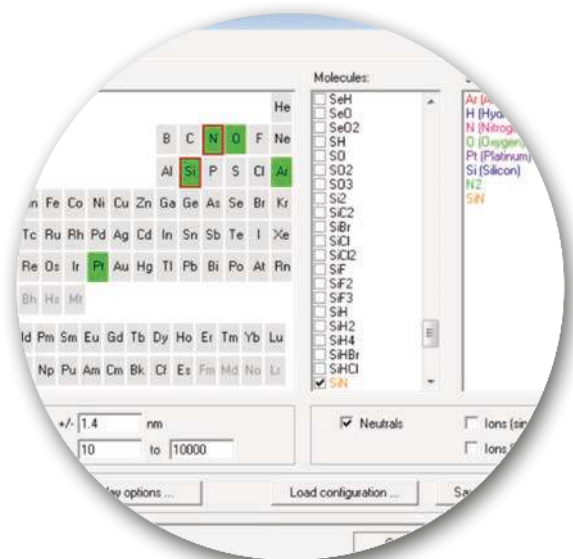 Molecules:
He
B C N O F Ne
Al Si P S Cl Ar
Fe Co Ni Cu Zn Ga Ge As Se Br Kr
Tc Ru Rh Pd Ag Cd In Sn Sb Te I Xe
Re Os Ir Pt Au Hg Tl Pb Bi Po At Rn
Bh Hs Mt
Pm Sm Eu Gd Tb Dy Ho Er Tm Yb Lu
Np Pu Am Cm Bk Cf Es Fm Md No Lr
SeH
SeO
SeO2
SH
SO
SO2
SO3
Si2
SiC2
SiBr
SiCl
SiCl2
SiF
SiF2
SiF3
SiH
SiH2
SiH4
SiHBr
SiHCl
SiN
Ar
H
N
O (Oxygen)
Pt (Platinum)
Si (Silicon)
N2
SiN
+/- 1.4 nm
10 to 10000
Neutrals
Ions
Ions
options ...
Load configuration ...